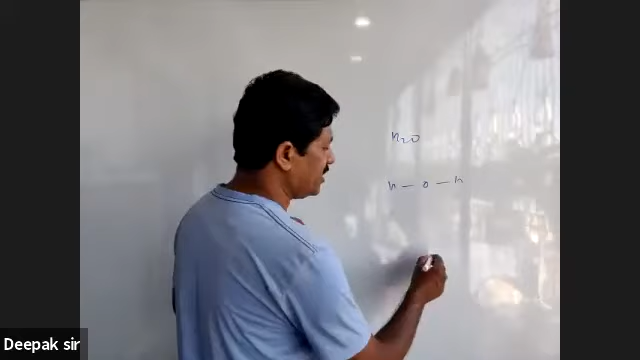 H₂O
H — O — H
Deepak sir